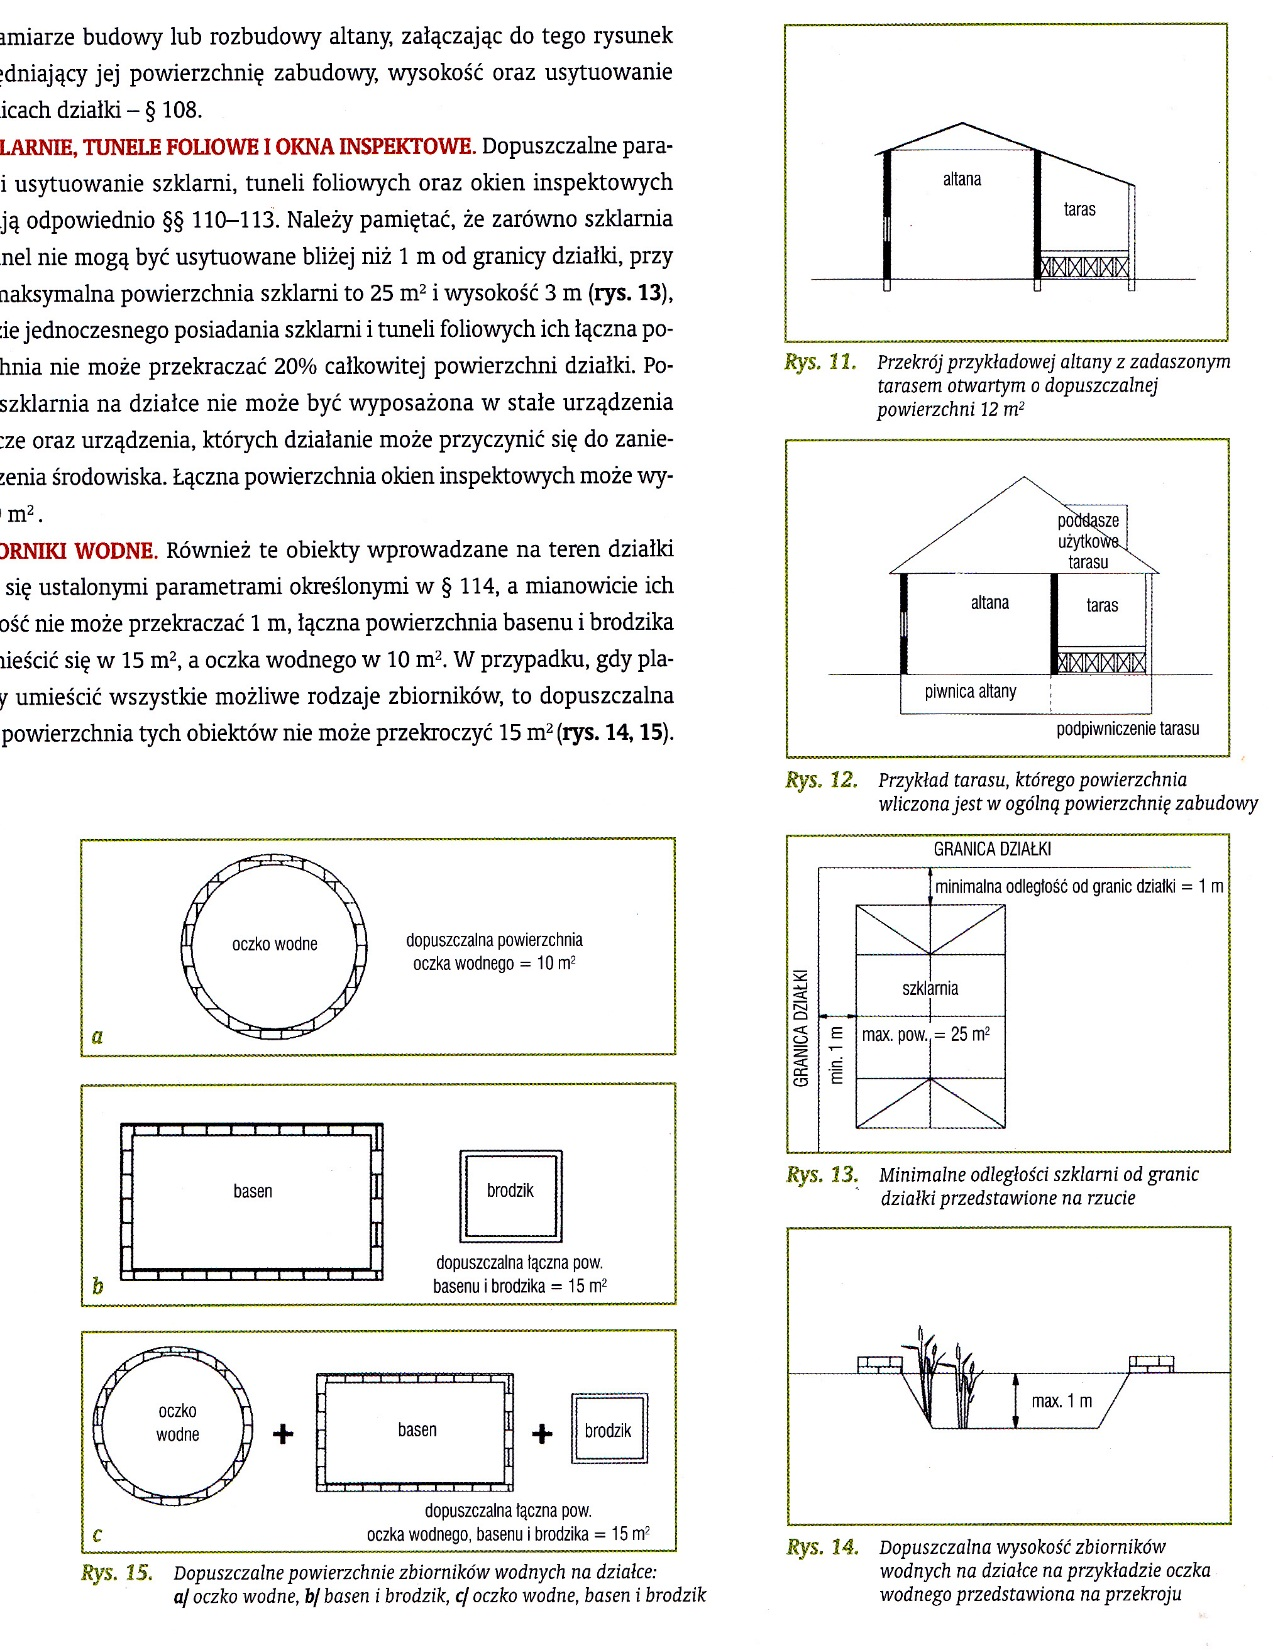 amiarze budowy lub rozbudowy altany, załączając do tego rysunek
ędniający jej powierzchnię zabudowy, wysokość oraz usytuowanie
icach działki – § 108.
LARNIE, TUNELE FOLIOWE I OKNA INSPEKTOWE. Dopuszczalne para-
i usytuowanie szklarni, tuneli foliowych oraz okien inspektowych
ją odpowiednio §§ 110–113. Należy pamiętać, że zarówno szklarnia
nel nie mogą być usytuowane bliżej niż 1 m od granicy działki, przy
naksymalna powierzchnia szklarni to 25 m² i wysokość 3 m (rys. 13),
ie jednoczesnego posiadania szklarni i tuneli foliowych ich łączna po-
hnia nie może przekraczać 20% całkowitej powierzchni działki. Po-
szklarnia na działce nie może być wyposażona w stałe urządzenia
cze oraz urządzenia, których działanie może przyczynić się do zanie-
zenia środowiska. Łączna powierzchnia okien inspektowych może wy-
m².
ORNIKI WODNE. Również te obiekty wprowadzane na teren działki
się ustalonymi parametrami określonymi w § 114, a mianowicie ich
ość nie może przekraczać 1 m, łączna powierzchnia basenu i brodzika
nieścić się w 15 m², a oczka wodnego w 10 m². W przypadku, gdy pla-
y umieścić wszystkie możliwe rodzaje zbiorników, to dopuszczalna
powierzchnia tych obiektów nie może przekroczyć 15 m² (rys. 14, 15).
oczko wodne
dopuszczalna powierzchnia
oczka wodnego = 10 m²
a
basen
brodzik
dopuszczalna łączna pow.
basenu i brodzika = 15 m²
b
oczko
wodne
+
basen
+
brodzik
dopuszczalna łączna pow.
oczka wodnego, basenu i brodzika = 15 m²
c
Rys. 15. Dopuszczalne powierzchnie zbiorników wodnych na działce:
a/ oczko wodne, b/ basen i brodzik, c/ oczko wodne, basen i brodzik
altana
taras
Rys. 11. Przekrój przykładowej altany z zadaszonym
tarasem otwartym o dopuszczalnej
powierzchni 12 m²
poddasze
użytkowe
tarasu
altana
taras
piwnica altany
podpiwniczenie tarasu
Rys. 12. Przykład tarasu, którego powierzchnia
wliczona jest w ogólną powierzchnię zabudowy
GRANICA DZIAŁKI
minimalna odległość od granic działki = 1 m
GRANICA DZIAŁKI
min. 1 m
szklarnia
max. pow. = 25 m²
Rys. 13. Minimalne odległości szklarni od granic
działki przedstawione na rzucie
max. 1 m
Rys. 14. Dopuszczalna wysokość zbiorników
wodnych na działce na przykładzie oczka
wodnego przedstawiona na przekroju